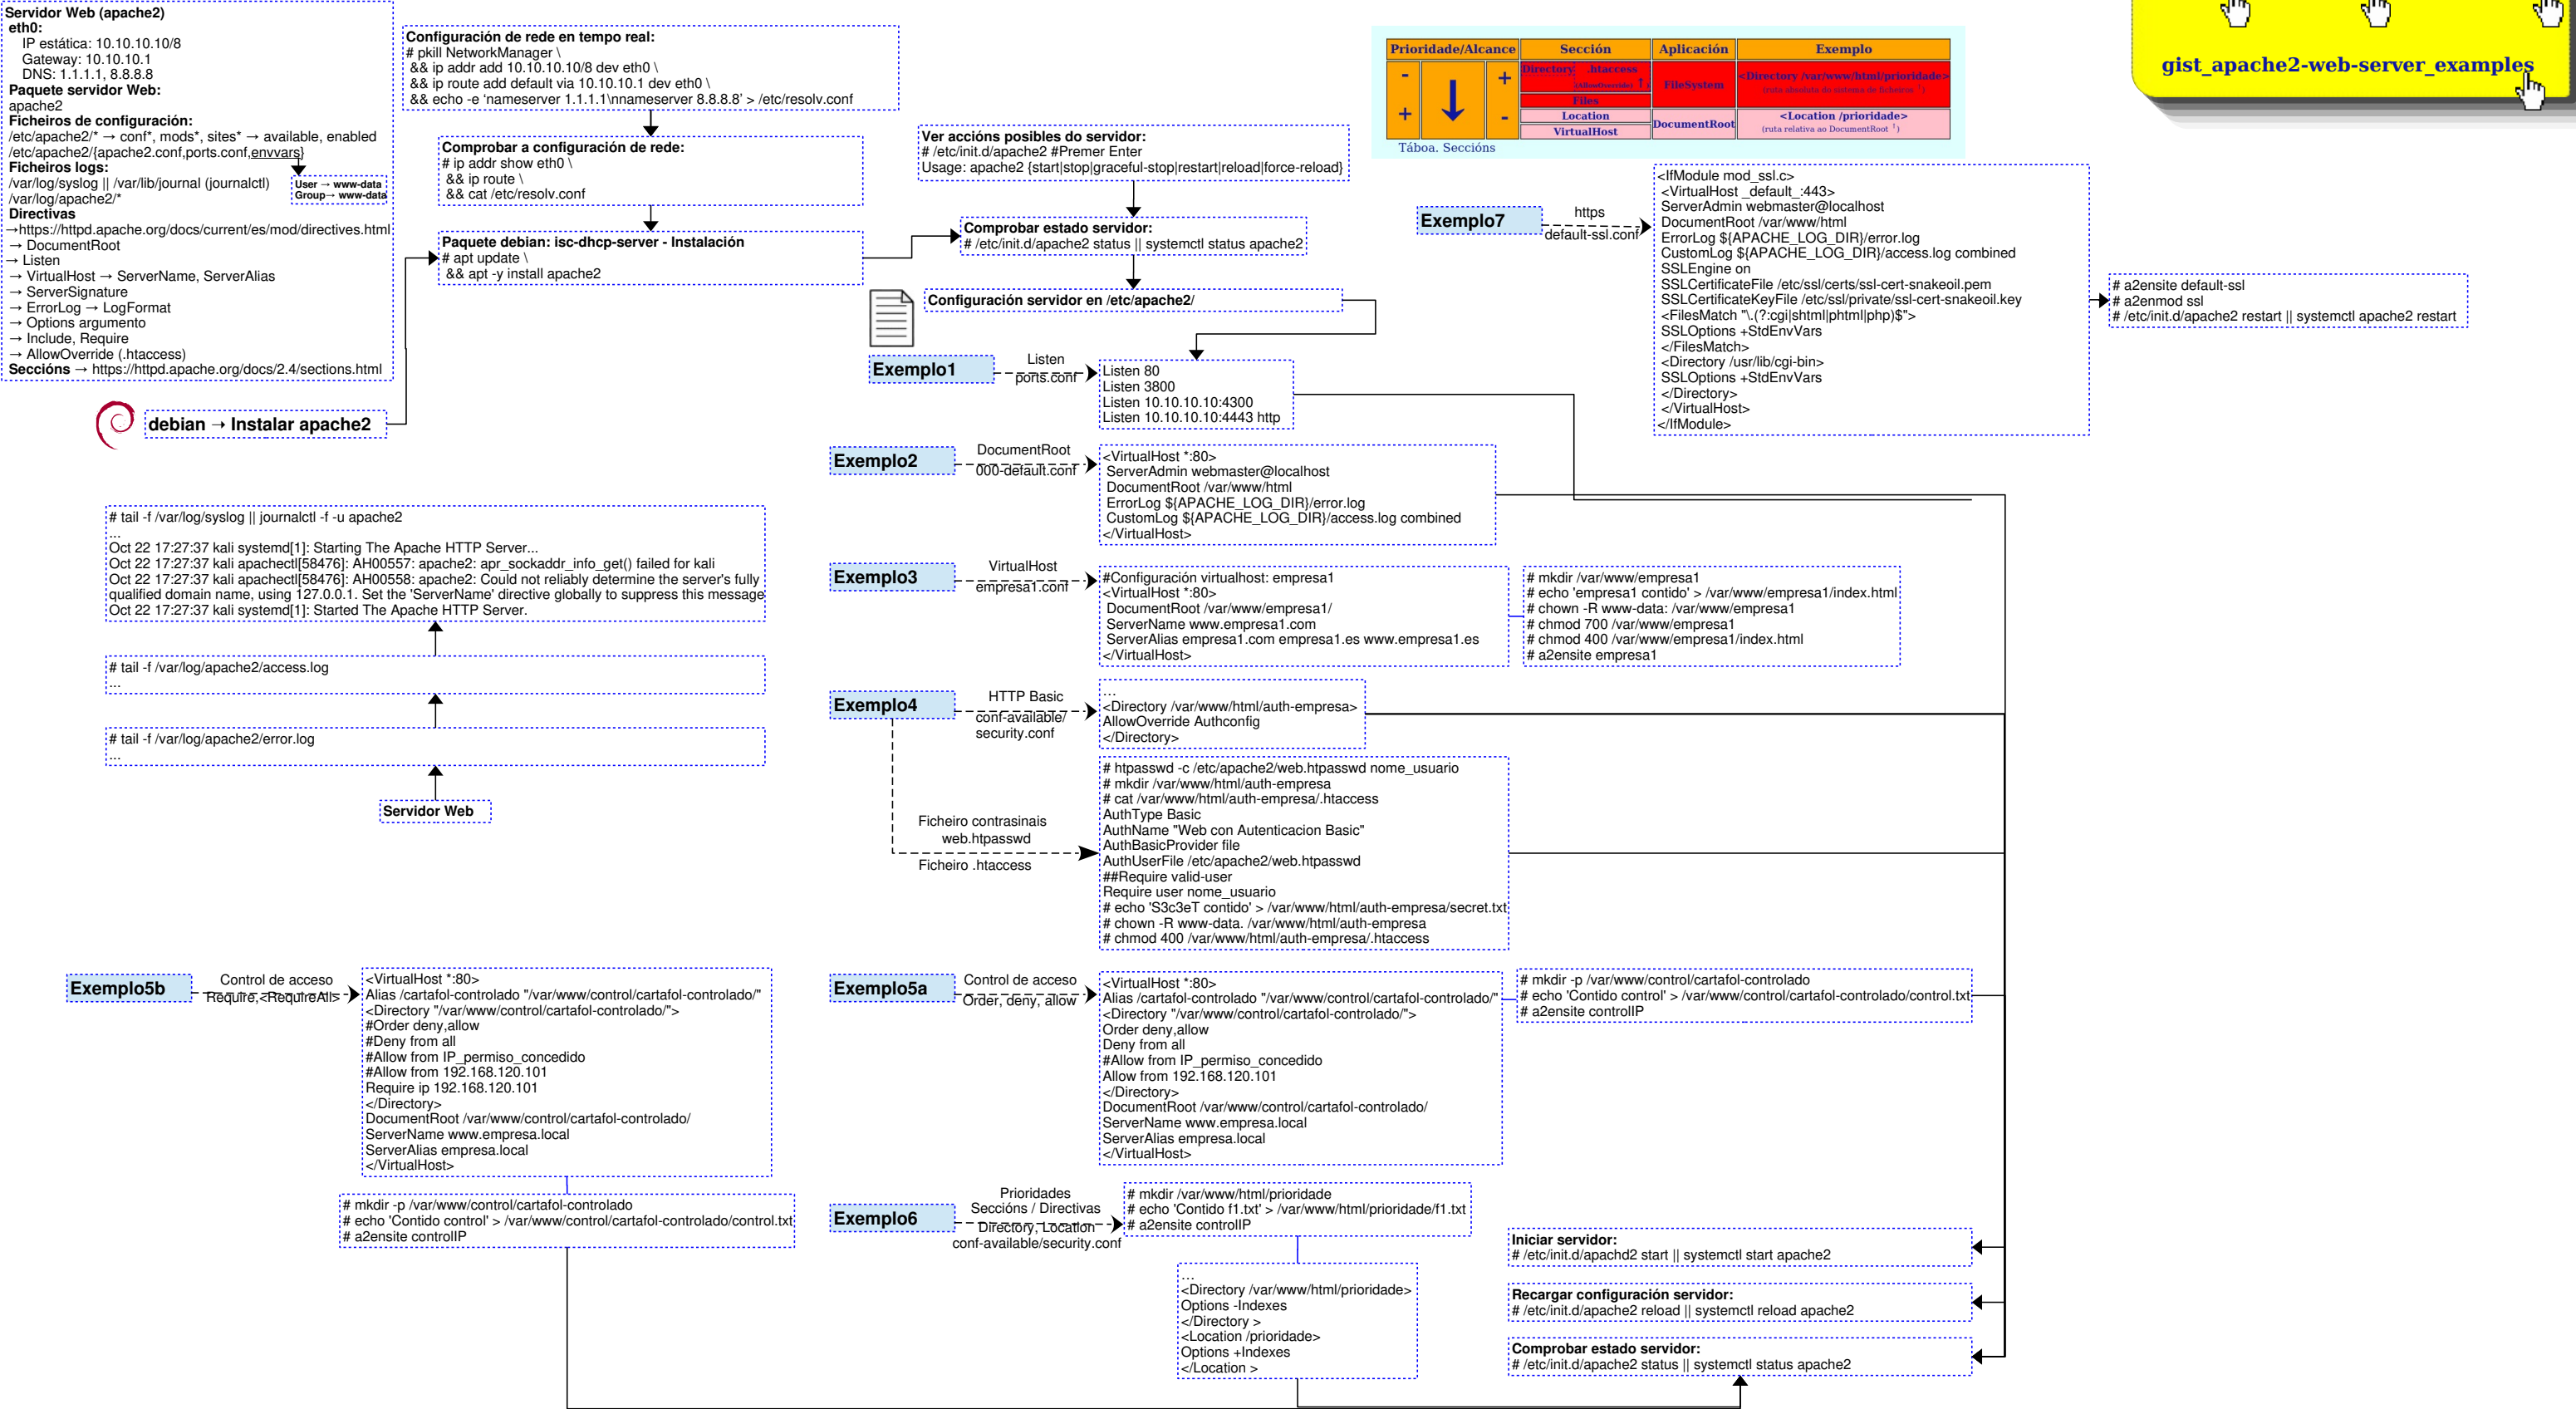 Servidor Web (apache2)
eth0:
IP estática: 10.10.10.10/8
Gateway: 10.10.10.1
DNS: 1.1.1.1, 8.8.8.8
Paquete servidor Web:
apache2
Ficheiros de configuración:
/etc/apache2/* → conf*, mods*, sites* → available, enabled
/etc/apache2/{apache2.conf,ports.conf,envvars}
Ficheiros logs:
/var/log/syslog || /var/lib/journal (journalctl)
/var/log/apache2/*
User → www-data
Group→ www-data
Directivas
→https://httpd.apache.org/docs/current/es/mod/directives.html
→ DocumentRoot
→ Listen
→ VirtualHost → ServerName, ServerAlias
→ ServerSignature
→ ErrorLog → LogFormat
→ Options argumento
→ Include, Require
→ AllowOverride (.htaccess)
Seccións → https://httpd.apache.org/docs/2.4/sections.html
debian → Instalar apache2
Configuración de rede en tempo real:
# pkill NetworkManager \
&& ip addr add 10.10.10.10/8 dev eth0 \
&& ip route add default via 10.10.10.1 dev eth0 \
&& echo -e ‘nameserver 1.1.1.1\nnameserver 8.8.8.8’ > /etc/resolv.conf
Comprobar a configuración de rede:
# ip addr show eth0 \
&& ip route \
&& cat /etc/resolv.conf
Paquete debian: isc-dhcp-server - Instalación
# apt update \
&& apt -y install apache2
Ver accións posibles do servidor:
# /etc/init.d/apache2 #Premer Enter
Usage: apache2 {start|stop|graceful-stop|restart|reload|force-reload}
Comprobar estado servidor:
# /etc/init.d/apache2 status || systemctl status apache2
Configuración servidor en /etc/apache2/
Prioridade/Alcance Sección Aplicación Exemplo
- + ↓ + -
Directory .htaccess
(AllowOverride) ↑
Files
FileSystem
<Directory /var/www/html/prioridade>
(ruta absoluta do sistema de ficheiros ↑)
Location
VirtualHost
DocumentRoot
<Location /prioridade>
(ruta relativa ao DocumentRoot ↑)
Táboa. Seccións
gist_apache2-web-server_examples
Exemplo7
https
default-ssl.conf
<IfModule mod_ssl.c>
<VirtualHost _default_:443>
ServerAdmin webmaster@localhost
DocumentRoot /var/www/html
ErrorLog ${APACHE_LOG_DIR}/error.log
CustomLog ${APACHE_LOG_DIR}/access.log combined
SSLEngine on
SSLCertificateFile /etc/ssl/certs/ssl-cert-snakeoil.pem
SSLCertificateKeyFile /etc/ssl/private/ssl-cert-snakeoil.key
<FilesMatch "\.(?:cgi|shtml|phtml|php)$">
SSLOptions +StdEnvVars
</FilesMatch>
<Directory /usr/lib/cgi-bin>
SSLOptions +StdEnvVars
</Directory>
</VirtualHost>
</IfModule>
# a2ensite default-ssl
# a2enmod ssl
# /etc/init.d/apache2 restart || systemctl apache2 restart
Exemplo1
Listen
ports.conf
Listen 80
Listen 3800
Listen 10.10.10.10:4300
Listen 10.10.10.10:4443 http
Exemplo2
DocumentRoot
000-default.conf
<VirtualHost *:80>
ServerAdmin webmaster@localhost
DocumentRoot /var/www/html
ErrorLog ${APACHE_LOG_DIR}/error.log
CustomLog ${APACHE_LOG_DIR}/access.log combined
</VirtualHost>
# tail -f /var/log/syslog || journalctl -f -u apache2
...
Oct 22 17:27:37 kali systemd[1]: Starting The Apache HTTP Server...
Oct 22 17:27:37 kali apachectl[58476]: AH00557: apache2: apr_sockaddr_info_get() failed for kali
Oct 22 17:27:37 kali apachectl[58476]: AH00558: apache2: Could not reliably determine the server's fully
qualified domain name, using 127.0.0.1. Set the 'ServerName' directive globally to suppress this message
Oct 22 17:27:37 kali systemd[1]: Started The Apache HTTP Server.
# tail -f /var/log/apache2/access.log
...
# tail -f /var/log/apache2/error.log
...
Servidor Web
Exemplo3
VirtualHost
empresa1.conf
#Configuración virtualhost: empresa1
<VirtualHost *:80>
DocumentRoot /var/www/empresa1/
ServerName www.empresa1.com
ServerAlias empresa1.com empresa1.es www.empresa1.es
</VirtualHost>
# mkdir /var/www/empresa1
# echo 'empresa1 contido' > /var/www/empresa1/index.html
# chown -R www-data: /var/www/empresa1
# chmod 700 /var/www/empresa1
# chmod 400 /var/www/empresa1/index.html
# a2ensite empresa1
Exemplo4
HTTP Basic
conf-available/
security.conf
...
<Directory /var/www/html/auth-empresa>
AllowOverride Authconfig
</Directory>
Ficheiro contrasinais
web.htpasswd
Ficheiro .htaccess
# htpasswd -c /etc/apache2/web.htpasswd nome_usuario
# mkdir /var/www/html/auth-empresa
# cat /var/www/html/auth-empresa/.htaccess
AuthType Basic
AuthName "Web con Autenticacion Basic"
AuthBasicProvider file
AuthUserFile /etc/apache2/web.htpasswd
##Require valid-user
Require user nome_usuario
# echo 'S3c3eT contido' > /var/www/html/auth-empresa/secret.txt
# chown -R www-data. /var/www/html/auth-empresa
# chmod 400 /var/www/html/auth-empresa/.htaccess
Exemplo5b
Control de acceso
Require,<RequireAll>
<VirtualHost *:80>
Alias /cartafol-controlado "/var/www/control/cartafol-controlado/"
<Directory "/var/www/control/cartafol-controlado/">
#Order deny,allow
#Deny from all
#Allow from IP_permiso_concedido
#Allow from 192.168.120.101
Require ip 192.168.120.101
</Directory>
DocumentRoot /var/www/control/cartafol-controlado/
ServerName www.empresa.local
ServerAlias empresa.local
</VirtualHost>
# mkdir -p /var/www/control/cartafol-controlado
# echo 'Contido control' > /var/www/control/cartafol-controlado/control.txt
# a2ensite controlIP
Exemplo5a
Control de acceso
Order, deny, allow
<VirtualHost *:80>
Alias /cartafol-controlado "/var/www/control/cartafol-controlado/"
<Directory "/var/www/control/cartafol-controlado/">
Order deny,allow
Deny from all
#Allow from IP_permiso_concedido
Allow from 192.168.120.101
</Directory>
DocumentRoot /var/www/control/cartafol-controlado/
ServerName www.empresa.local
ServerAlias empresa.local
</VirtualHost>
# mkdir -p /var/www/control/cartafol-controlado
# echo 'Contido control' > /var/www/control/cartafol-controlado/control.txt
# a2ensite controlIP
Exemplo6
Prioridades
Seccións / Directivas
Directory, Location
conf-available/security.conf
# mkdir /var/www/html/prioridade
# echo 'Contido f1.txt' > /var/www/html/prioridade/f1.txt
# a2ensite controlIP
...
<Directory /var/www/html/prioridade>
Options -Indexes
</Directory >
<Location /prioridade>
Options +Indexes
</Location >
Iniciar servidor:
# /etc/init.d/apachd2 start || systemctl start apache2
Recargar configuración servidor:
# /etc/init.d/apache2 reload || systemctl reload apache2
Comprobar estado servidor:
# /etc/init.d/apache2 status || systemctl status apache2